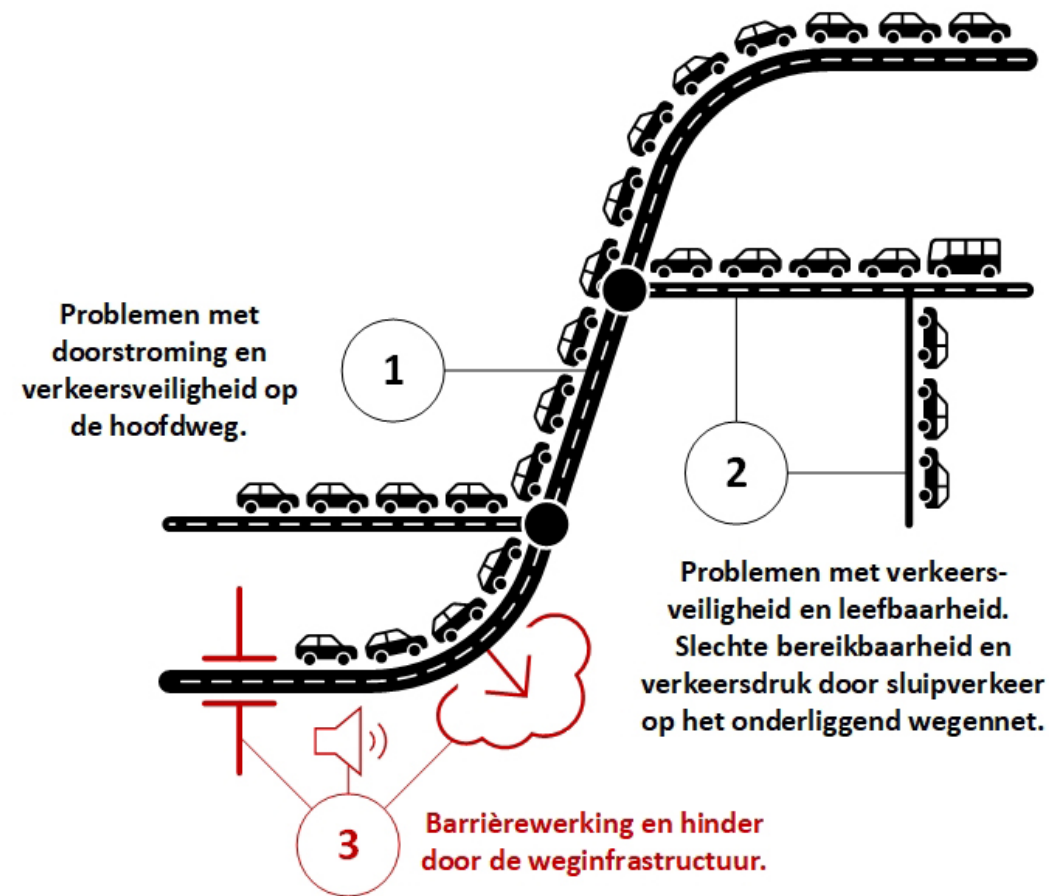 Problemen met
doorstroming en
verkeersveiligheid op
de hoofdweg.
1
2
Problemen met verkeers-
veiligheid en leefbaarheid.
Slechte bereikbaarheid en
verkeersdruk door sluipverkeer
op het onderliggend wegennet.
3
Barrièrewerking en hinder
door de weginfrastructuur.